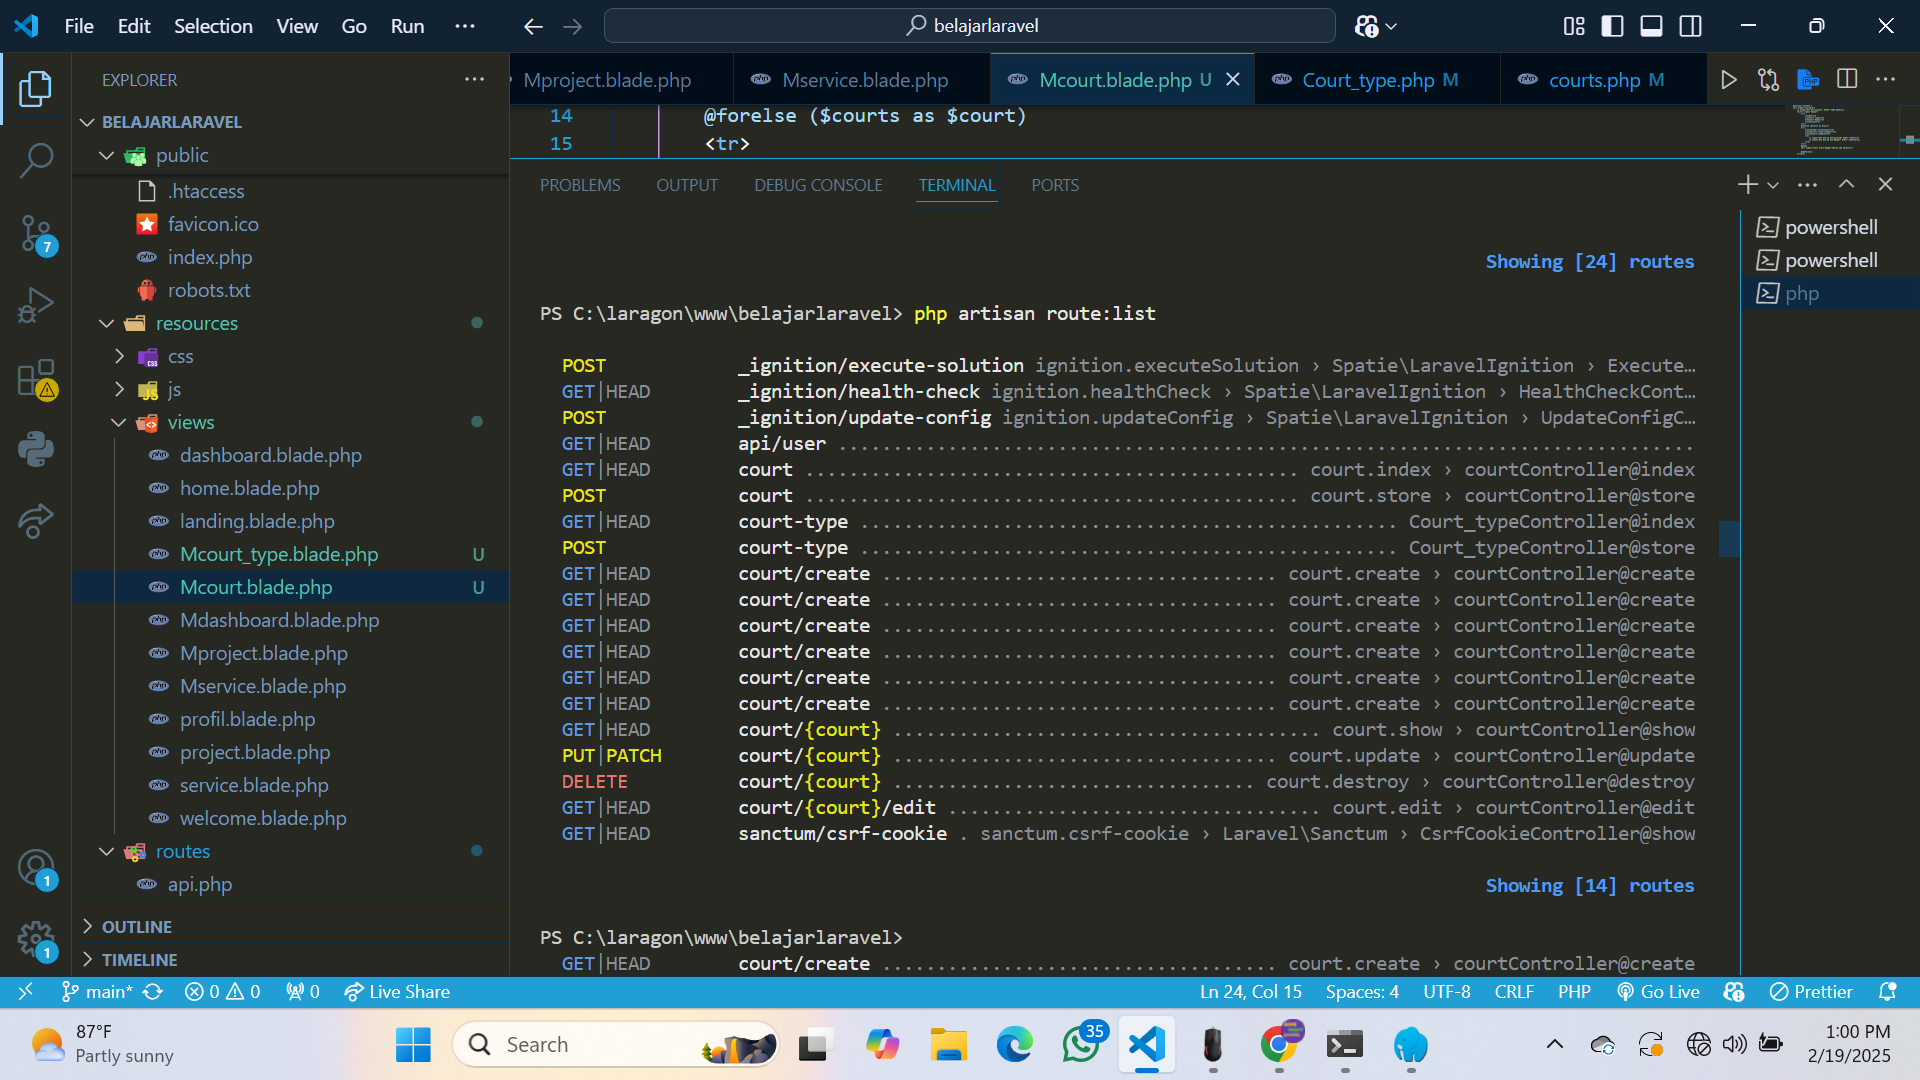 File Edit Selection View Go Run ···
belajarlaravel
EXPLORER
Mproject.blade.php
Mservice.blade.php
Mcourt.blade.php U
Court_type.php M
courts.php M
14 @forelse ($courts as $court)
15 <tr>
BELAJARLARAVEL
public
.htaccess
favicon.ico
index.php
robots.txt
resources
css
js
views
dashboard.blade.php
home.blade.php
landing.blade.php
Mcourt_type.blade.php U
Mcourt.blade.php U
Mdashboard.blade.php
Mproject.blade.php
Mservice.blade.php
profil.blade.php
project.blade.php
service.blade.php
welcome.blade.php
routes
api.php
OUTLINE
TIMELINE
7
1
1
PROBLEMS OUTPUT DEBUG CONSOLE TERMINAL PORTS
powershell
powershell
php
Showing [24] routes
PS C:\laragon\www\belajarlaravel> php artisan route:list
POST _ignition/execute-solution ignition.executeSolution › Spatie\LaravelIgnition › Execute…
GET|HEAD _ignition/health-check ignition.healthCheck › Spatie\LaravelIgnition › HealthCheckCont…
POST _ignition/update-config ignition.updateConfig › Spatie\LaravelIgnition › UpdateConfigC…
GET|HEAD api/user ..............................................................................
GET|HEAD court ............................................. court.index › courtController@index
POST court ............................................. court.store › courtController@store
GET|HEAD court-type ................................................. Court_typeController@index
POST court-type ................................................. Court_typeController@store
GET|HEAD court/create .................................... court.create › courtController@create
GET|HEAD court/create .................................... court.create › courtController@create
GET|HEAD court/create .................................... court.create › courtController@create
GET|HEAD court/create .................................... court.create › courtController@create
GET|HEAD court/create .................................... court.create › courtController@create
GET|HEAD court/create .................................... court.create › courtController@create
GET|HEAD court/{court} ....................................... court.show › courtController@show
PUT|PATCH court/{court} ................................... court.update › courtController@update
DELETE court/{court} ................................. court.destroy › courtController@destroy
GET|HEAD court/{court}/edit .................................. court.edit › courtController@edit
GET|HEAD sanctum/csrf-cookie . sanctum.csrf-cookie › Laravel\Sanctum › CsrfCookieController@show
Showing [14] routes
PS C:\laragon\www\belajarlaravel>
GET|HEAD court/create .................................... court.create › courtController@create
main* 0 0 0 Live Share Ln 24, Col 15 Spaces: 4 UTF-8 CRLF PHP Go Live Prettier
87°F
Partly sunny
Search
35
1:00 PM
2/19/2025